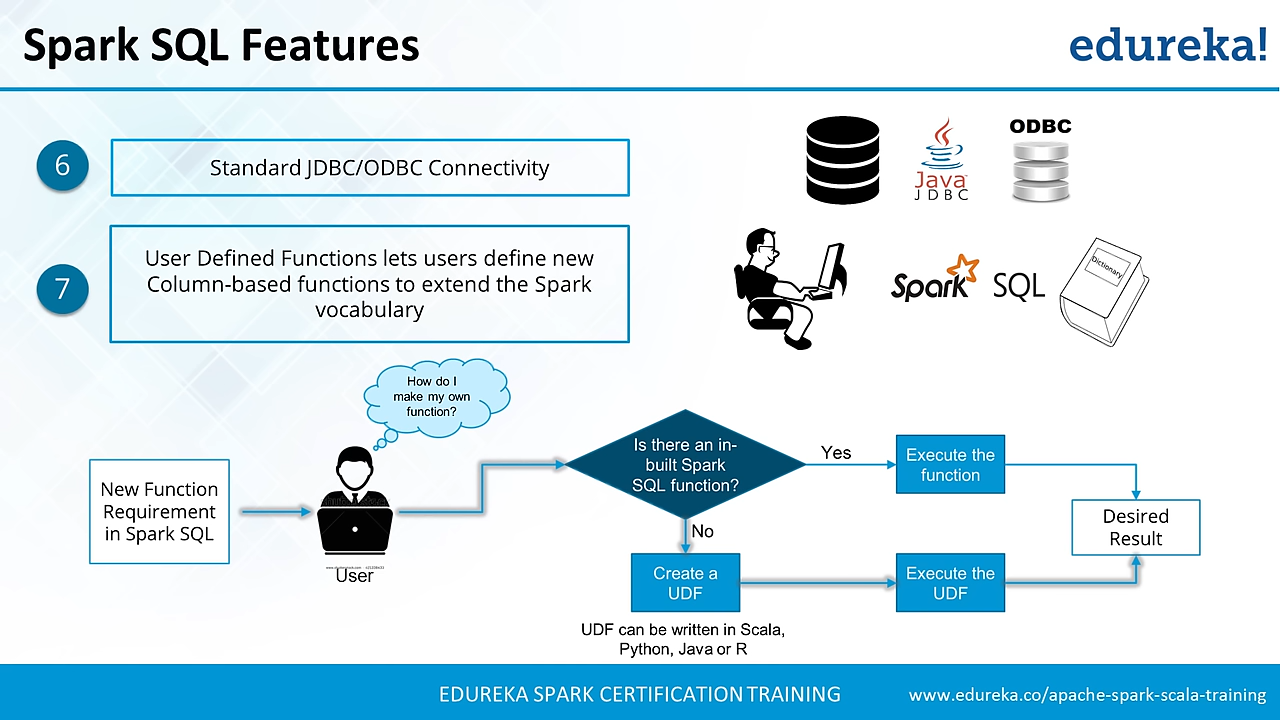 Spark SQL Features
edureka!
6
Standard JDBC/ODBC Connectivity
Java
JDBC
ODBC
7
User Defined Functions lets users define new
Column-based functions to extend the Spark
vocabulary
Spark SQL
Dictionary
How do I
make my own
function?
New Function
Requirement
in Spark SQL
User
Is there an in-
built Spark
SQL function?
Yes
Execute the
function
No
Create a
UDF
Execute the
UDF
Desired
Result
UDF can be written in Scala,
Python, Java or R
EDUREKA SPARK CERTIFICATION TRAINING
www.edureka.co/apache-spark-scala-training